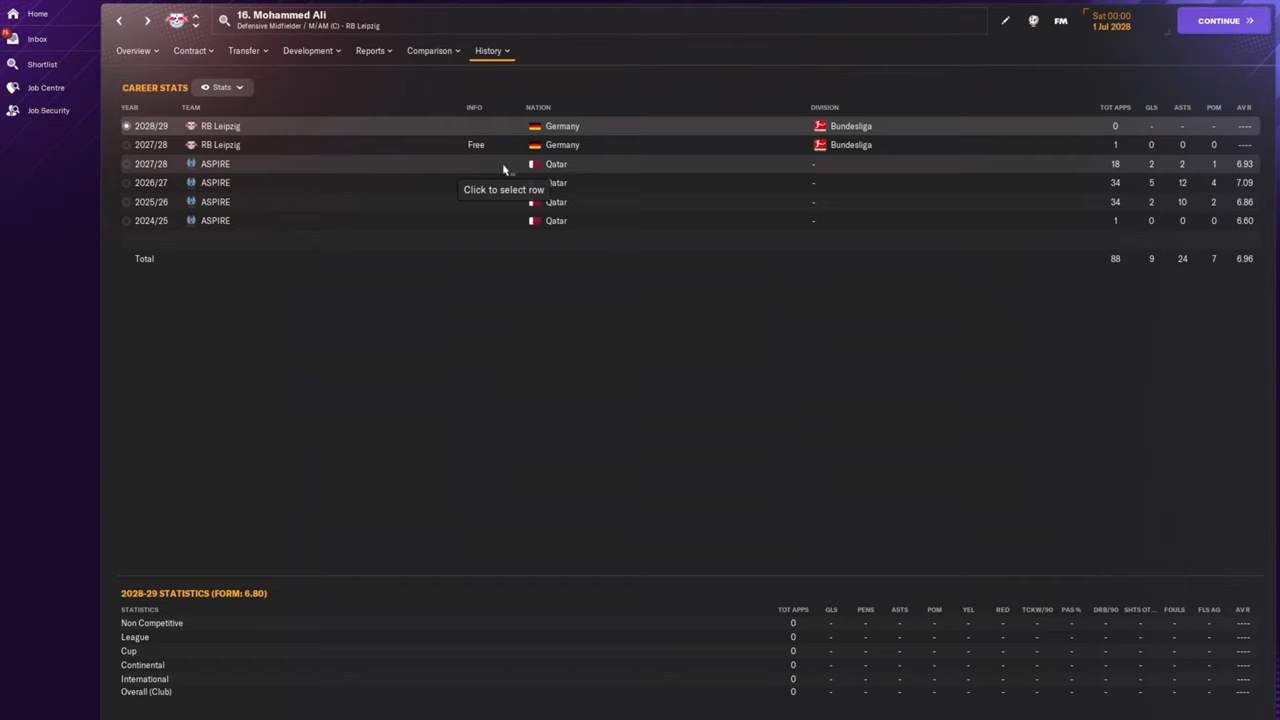 16. Mohammed Ali
Defensive Midfielder / M/AM (C) - RB Leipzig
FM
Sat 00:00
1 Jul 2028
CONTINUE
75
Home
Inbox
Shortlist
Job Centre
Job Security
Overview Contract Transfer Development Reports Comparison History
CAREER STATS Stats
YEAR TEAM INFO NATION DIVISION TOT APPS GLS ASTS POM AV R
2028/29 RB Leipzig Germany Bundesliga 0 - - - ----
2027/28 RB Leipzig Free Germany Bundesliga 1 0 0 0 ----
2027/28 ASPIRE Qatar - 18 2 2 1 6.93
2026/27 ASPIRE Qatar - 34 5 12 4 7.09
Click to select row
2025/26 ASPIRE Qatar - 34 2 10 2 6.86
2024/25 ASPIRE Qatar - 1 0 0 0 6.60
Total 88 9 24 7 6.96
2028-29 STATISTICS (FORM: 6.80)
STATISTICS TOT APPS GLS PENS ASTS POM YEL RED TCKW/90 PAS % DRB/90 SHTS OT... FOULS FLS AG AV R
Non Competitive 0 - - - - - - - - - - - - ----
League 0 - - - - - - - - - - - - ----
Cup 0 - - - - - - - - - - - - ----
Continental 0 - - - - - - - - - - - - ----
International 0 - - - - - - - - - - - - ----
Overall (Club) 0 - - - - - - - - - - - - ----